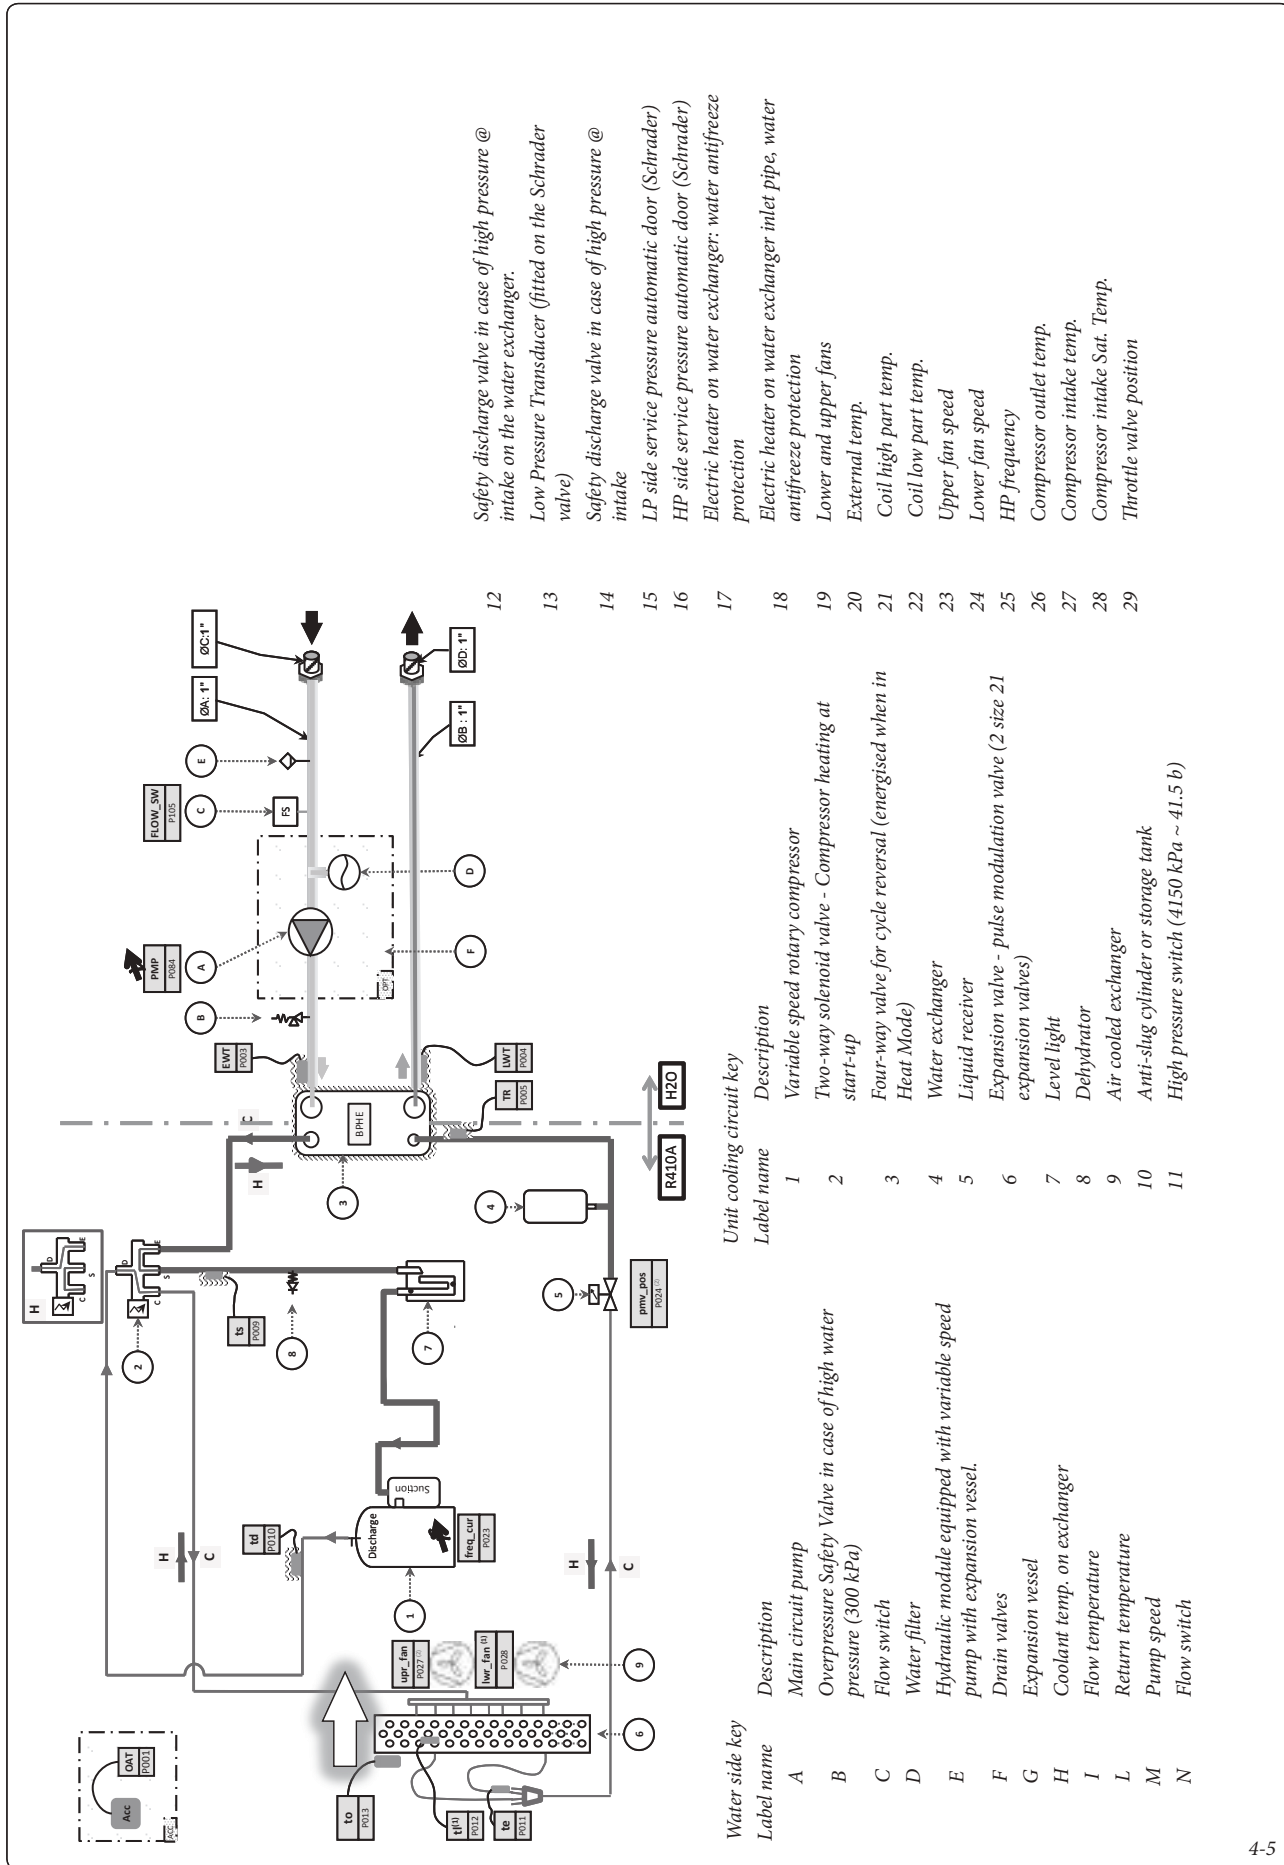 OAT
P001
Acc
ACC
to
P013
tl(1)
P012
te
P011
6
9
upr_fan
P027
lwr_fan (1)
P028
H
C
td
P010
Discharge
Suction
freq_cur
P023
1
H
C
2
H
D
C
S
E
D
C
S
E
ts
P009
8
7
5
pmv_pos
P024
4
3
H
C
BPHE
R410A
H2O
TR
P005
LWT
P004
EWT
P003
B
A
PMP
P084
OPT
F
D
FS
C
FLOW_SW
P105
E
ØA: 1"
ØC:1"
ØB : 1"
ØD: 1"
Water side key
Label name Description
A Main circuit pump
B Overpressure Safety Valve in case of high water
pressure (300 kPa)
C Flow switch
D Water filter
E Hydraulic module equipped with variable speed
pump with expansion vessel.
F Drain valves
G Expansion vessel
H Coolant temp. on exchanger
I Flow temperature
L Return temperature
M Pump speed
N Flow switch
Unit cooling circuit key
Label name Description
1 Variable speed rotary compressor
2 Two-way solenoid valve - Compressor heating at
start-up
3 Four-way valve for cycle reversal (energised when in
Heat Mode)
4 Water exchanger
5 Liquid receiver
6 Expansion valve - pulse modulation valve (2 size 21
expansion valves)
7 Level light
8 Dehydrator
9 Air cooled exchanger
10 Anti-slug cylinder or storage tank
11 High pressure switch (4150 kPa ~ 41.5 b)
12 Safety discharge valve in case of high pressure @
intake on the water exchanger.
13 Low Pressure Transducer (fitted on the Schrader
valve)
14 Safety discharge valve in case of high pressure @
intake
15 LP side service pressure automatic door (Schrader)
16 HP side service pressure automatic door (Schrader)
17 Electric heater on water exchanger: water antifreeze
protection
18 Electric heater on water exchanger inlet pipe, water
antifreeze protection
19 Lower and upper fans
20 External temp.
21 Coil high part temp.
22 Coil low part temp.
23 Upper fan speed
24 Lower fan speed
25 HP frequency
26 Compressor outlet temp.
27 Compressor intake temp.
28 Compressor intake Sat. Temp.
29 Throttle valve position
4-5